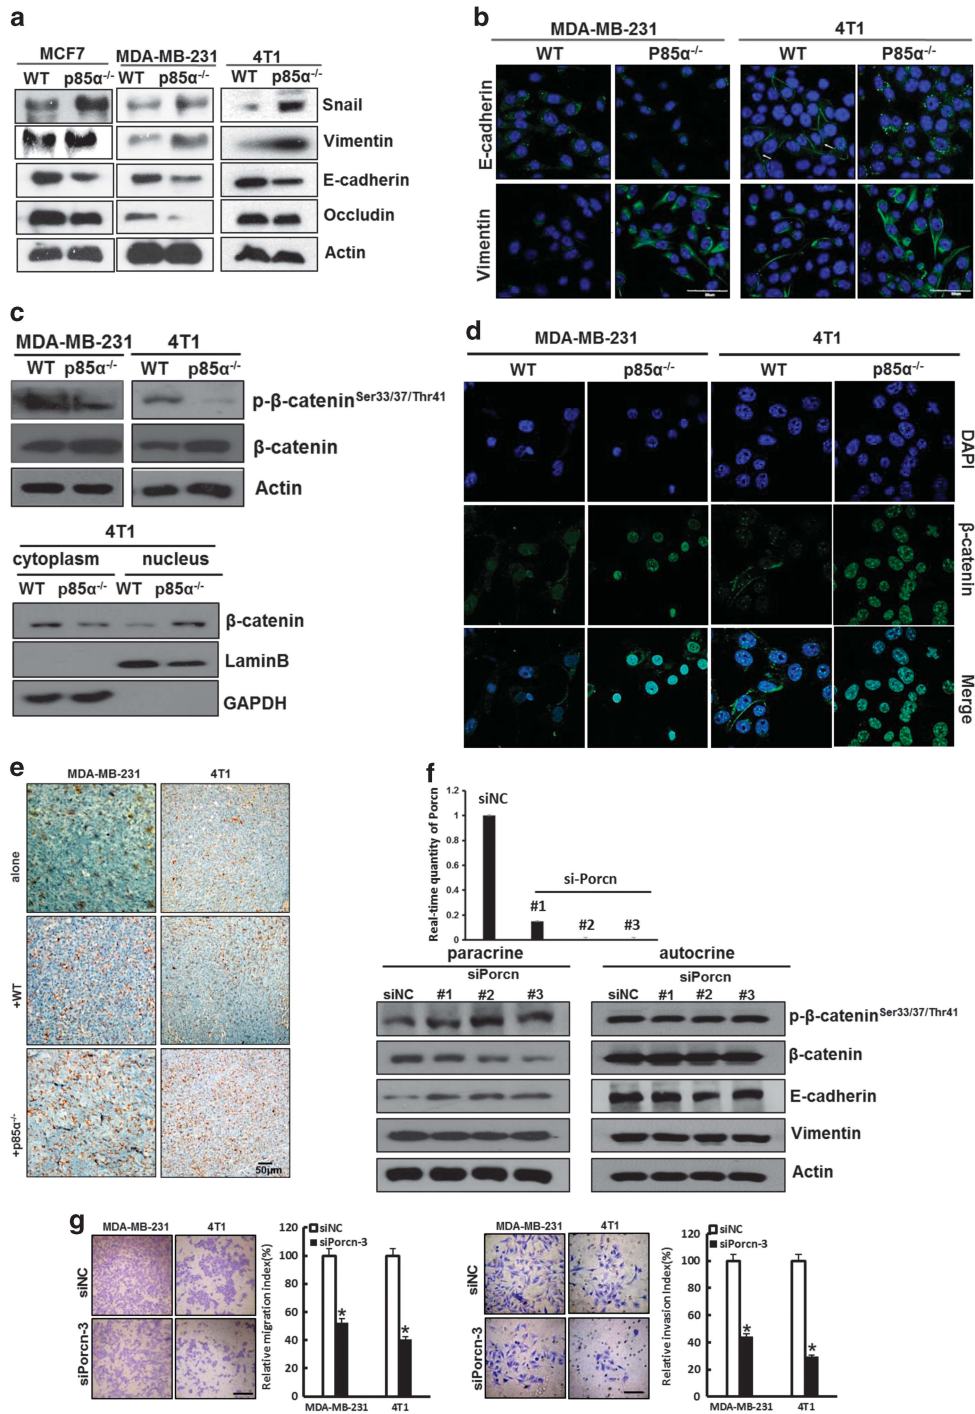 a
MCF7 MDA-MB-231 4T1
WT p85α-/- WT p85α-/- WT p85α-/-
Snail
Vimentin
E-cadherin
Occludin
Actin
b
MDA-MB-231 4T1
WT P85α-/- WT P85α-/-
E-cadherin
Vimentin
c
MDA-MB-231 4T1
WT p85α-/- WT p85α-/-
p-β-catenin Ser33/37/Thr41
β-catenin
Actin
4T1
cytoplasm nucleus
WT p85α-/- WT p85α-/-
β-catenin
LaminB
GAPDH
d
MDA-MB-231 4T1
WT p85α-/- WT p85α-/-
DAPI
β-catenin
Merge
e
MDA-MB-231 4T1
alone
+WT
+p85α-/-
50μm
f
Real-time quantity of Porcn
1.2
1
0.8
0.6
0.4
0.2
0
siNC
si-Porcn
#1
#2
#3
paracrine autocrine
siPorcn siPorcn
siNC #1 #2 #3 siNC #1 #2 #3
p-β-catenin Ser33/37/Thr41
β-catenin
E-cadherin
Vimentin
Actin
g
MDA-MB-231 4T1
siNC
siPorcn-3
Relative migration index(%)
120
100
80
60
40
20
0
siNC
siPorcn-3
*
*
MDA-MB-231 4T1
MDA-MB-231 4T1
siNC
siPorcn-3
Relative invasion Index(%)
120
100
80
60
40
20
0
siNC
siPorcn-3
*
*
MDA-MB-231 4T1